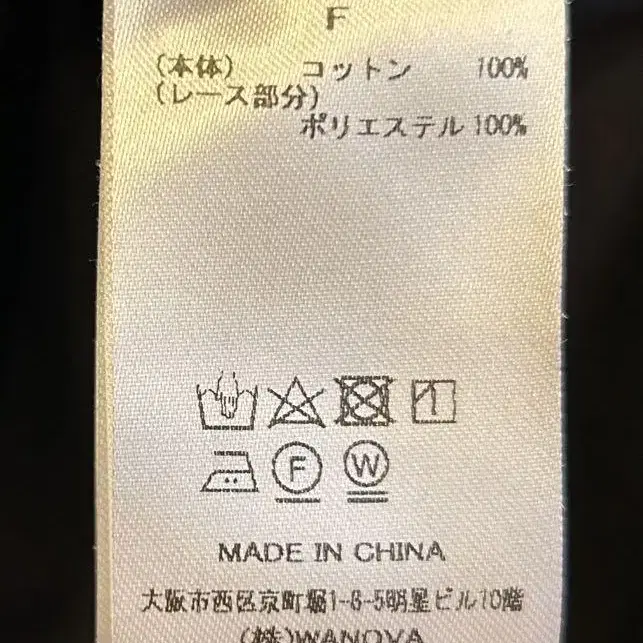 F
(本体) コットン 100%
(レース部分)
ポリエステル 100%
F W
MADE IN CHINA
大阪市西区京町堀1-6-5明星ビル10階
(株)WANOVA